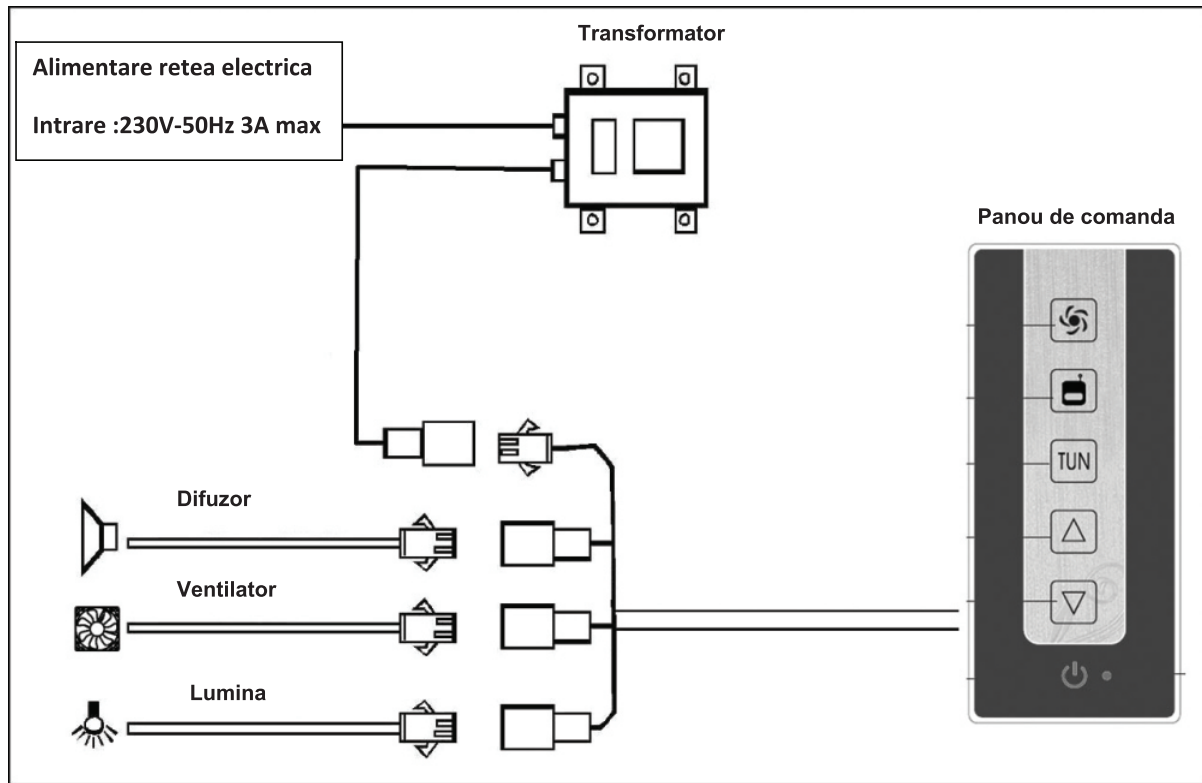 Transformator
Alimentare retea electrica
Intrare :230V-50Hz 3A max
Panou de comanda
TUN
Difuzor
Ventilator
Lumina